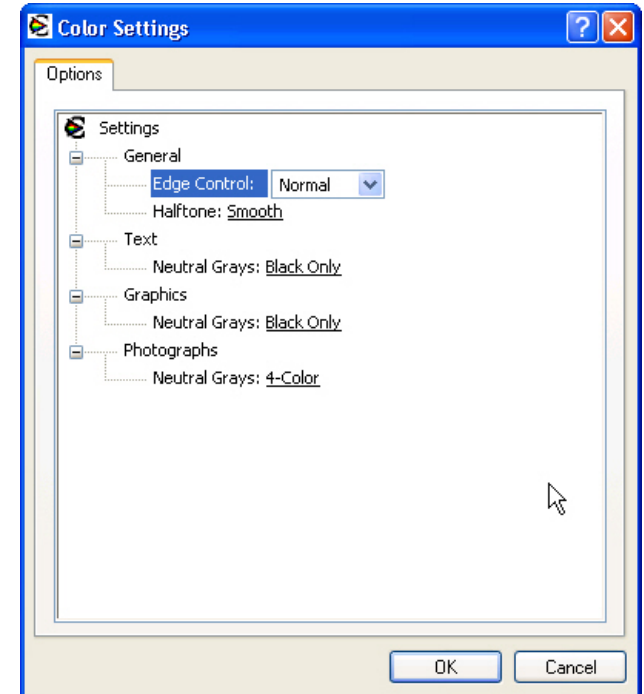 Color Settings
Options
Settings
General
Edge Control: Normal
Halftone: Smooth
Text
Neutral Grays: Black Only
Graphics
Neutral Grays: Black Only
Photographs
Neutral Grays: 4-Color
OK Cancel